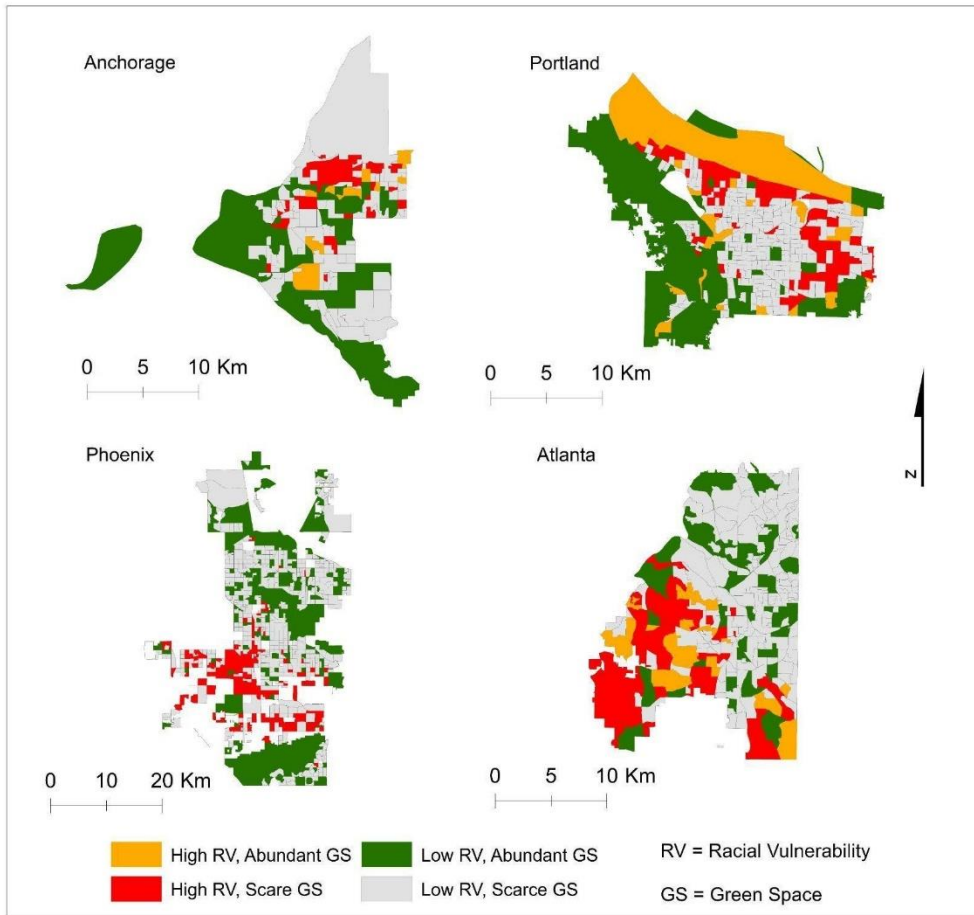 Anchorage
Portland
0 5 10 Km
0 5 10 Km
Phoenix
Atlanta
N
0 10 20 Km
0 5 10 Km
High RV, Abundant GS
Low RV, Abundant GS
RV = Racial Vulnerability
High RV, Scare GS
Low RV, Scarce GS
GS = Green Space